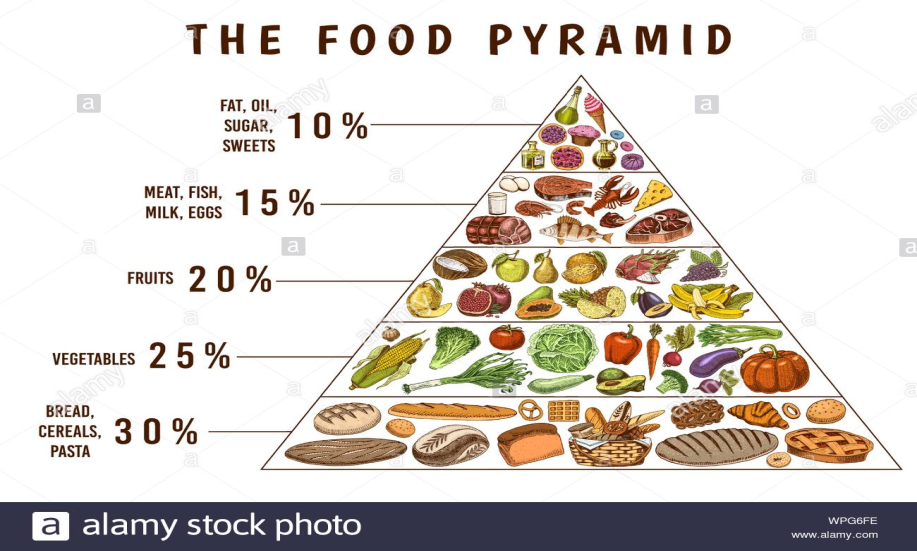 THE FOOD PYRAMID
FAT, OIL,
SUGAR,
SWEETS
10%
MEAT, FISH,
MILK, EGGS
15%
FRUITS 20%
VEGETABLES 25%
BREAD,
CEREALS,
PASTA
30%
a alamy stock photo
WPG6FE
www.alamy.com
a
alamy